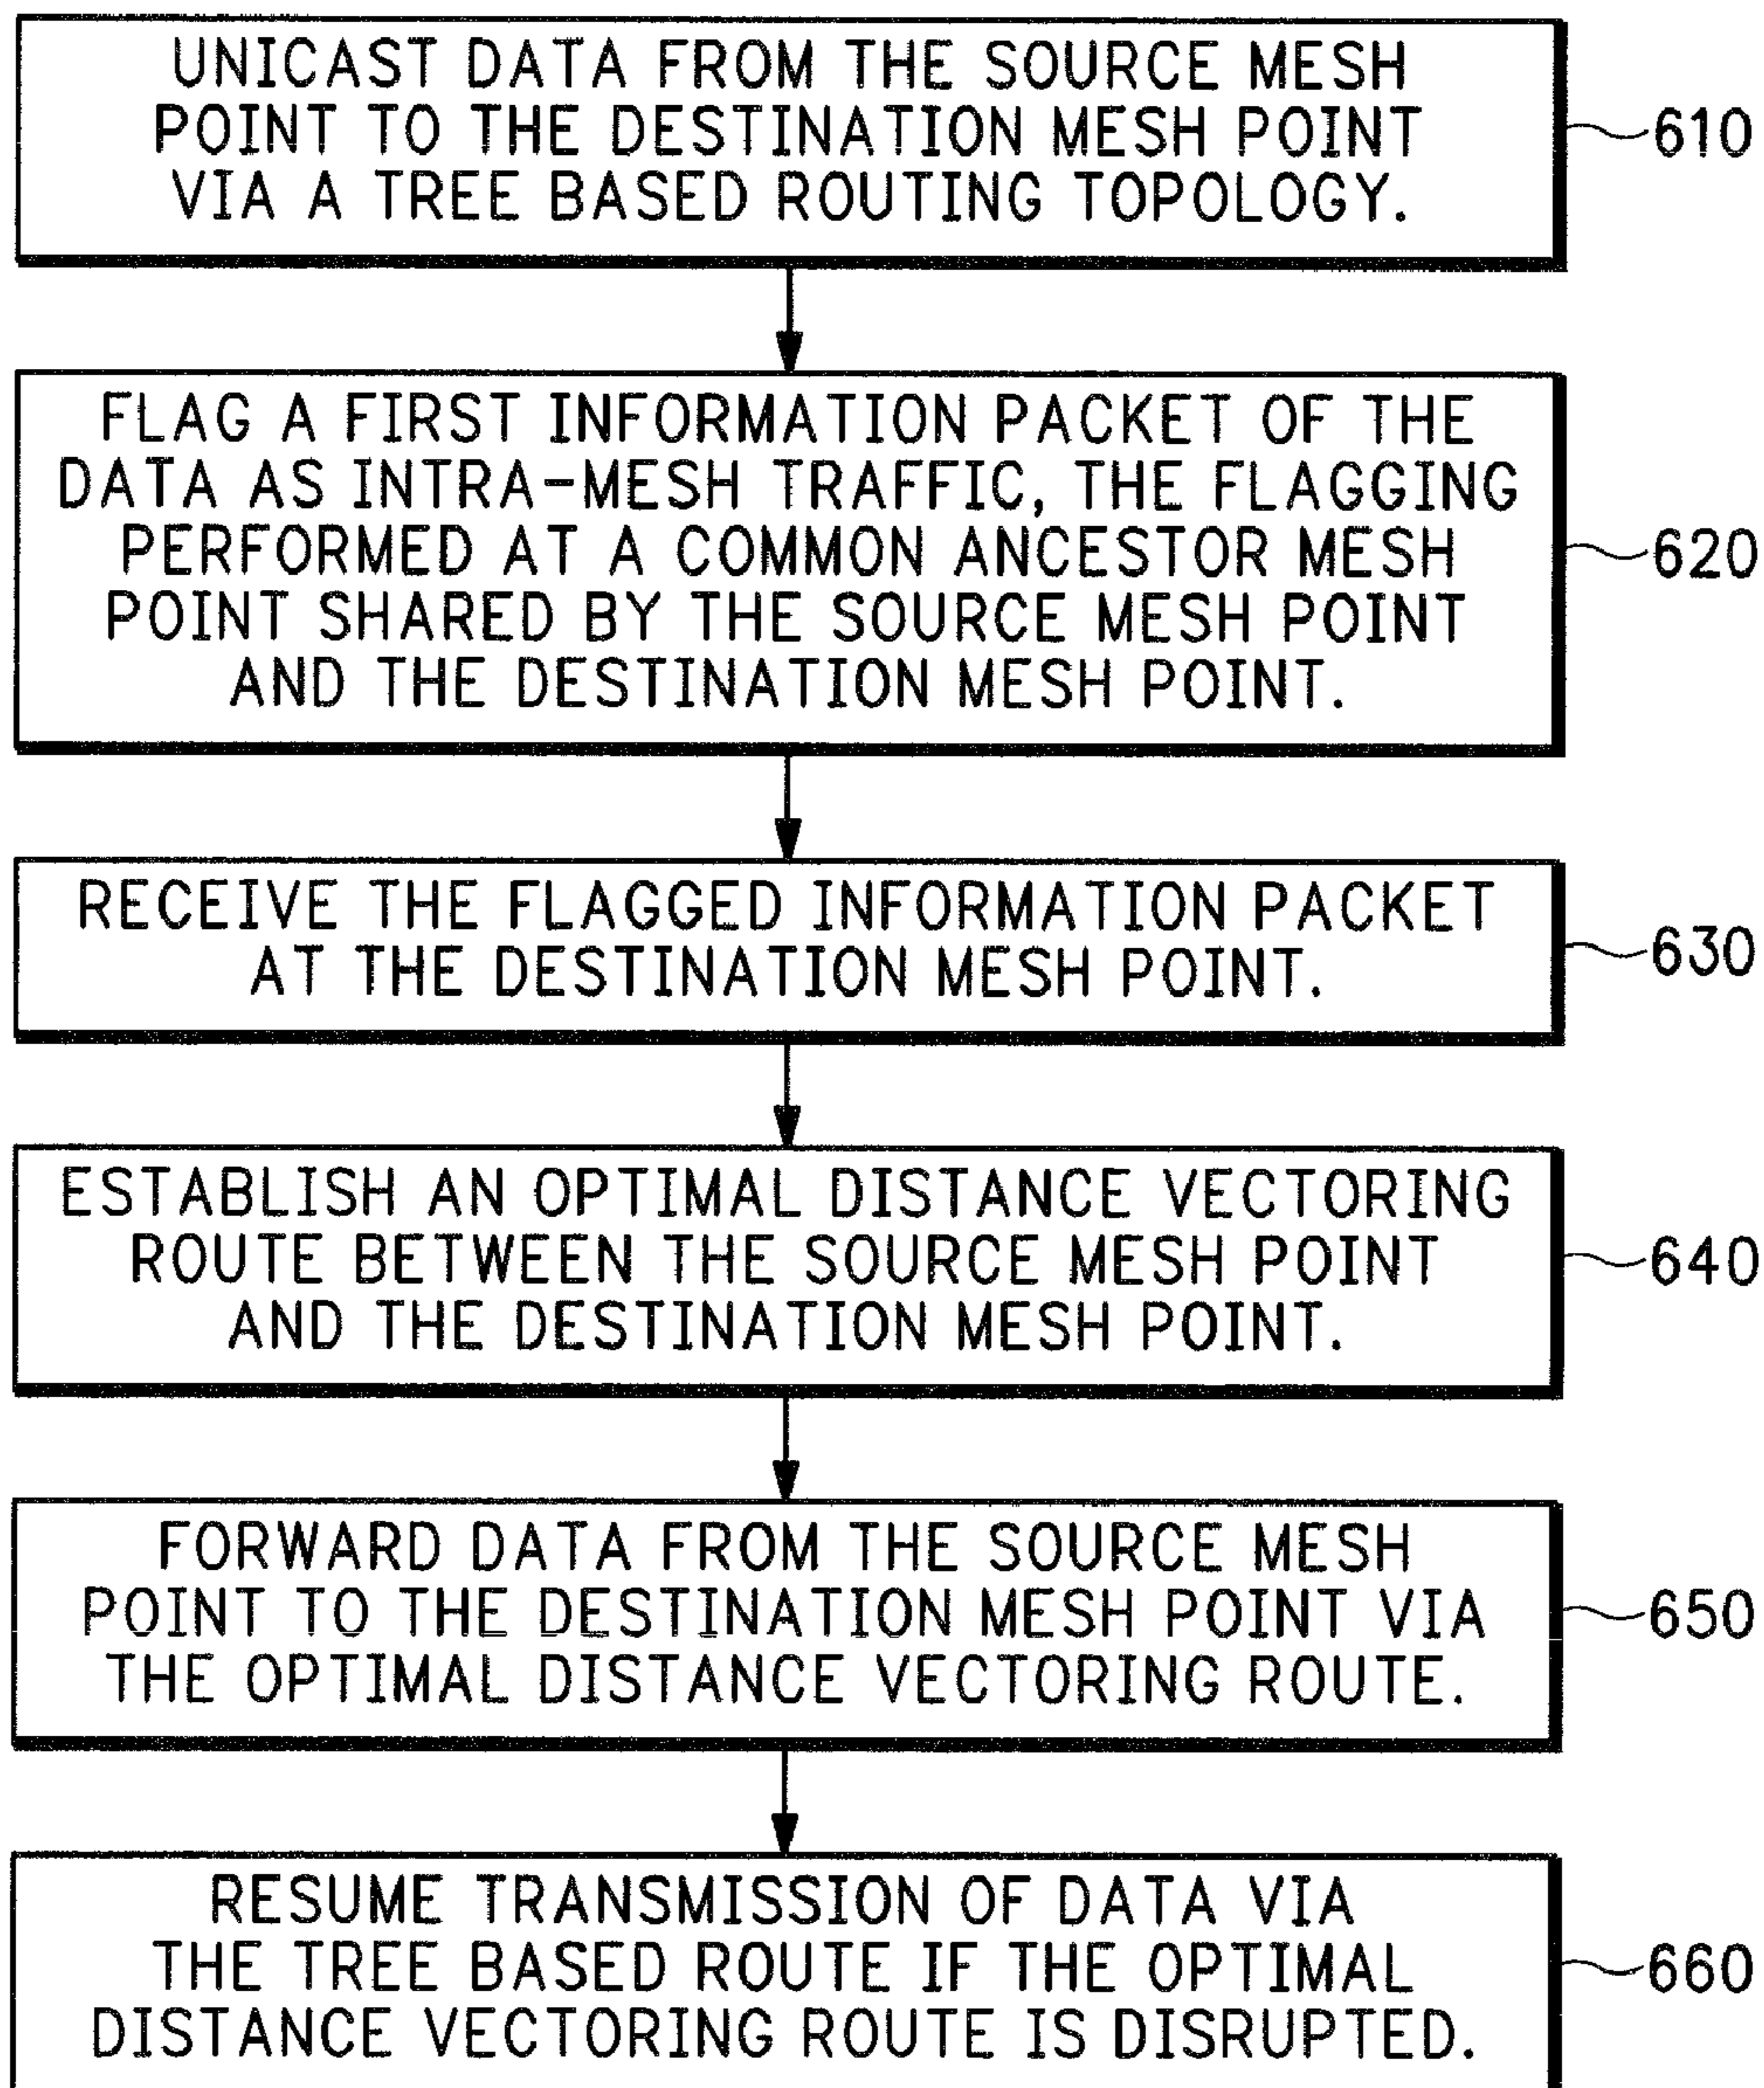 UNICAST DATA FROM THE SOURCE MESH
POINT TO THE DESTINATION MESH POINT
VIA A TREE BASED ROUTING TOPOLOGY.
610
FLAG A FIRST INFORMATION PACKET OF THE
DATA AS INTRA-MESH TRAFFIC, THE FLAGGING
PERFORMED AT A COMMON ANCESTOR MESH
POINT SHARED BY THE SOURCE MESH POINT
AND THE DESTINATION MESH POINT.
620
RECEIVE THE FLAGGED INFORMATION PACKET
AT THE DESTINATION MESH POINT.
630
ESTABLISH AN OPTIMAL DISTANCE VECTORING
ROUTE BETWEEN THE SOURCE MESH POINT
AND THE DESTINATION MESH POINT.
640
FORWARD DATA FROM THE SOURCE MESH
POINT TO THE DESTINATION MESH POINT VIA
THE OPTIMAL DISTANCE VECTORING ROUTE.
650
RESUME TRANSMISSION OF DATA VIA
THE TREE BASED ROUTE IF THE OPTIMAL
DISTANCE VECTORING ROUTE IS DISRUPTED.
660